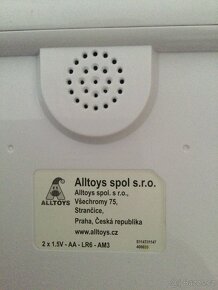 Alltoys spol s.r.o.
Alltoys spol. s r.o.,
Všechromy 75,
Strančice,
Praha, Česká republika
www.alltoys.cz
ALLTOYS
2 x 1.5V - AA - LR6 - AM3